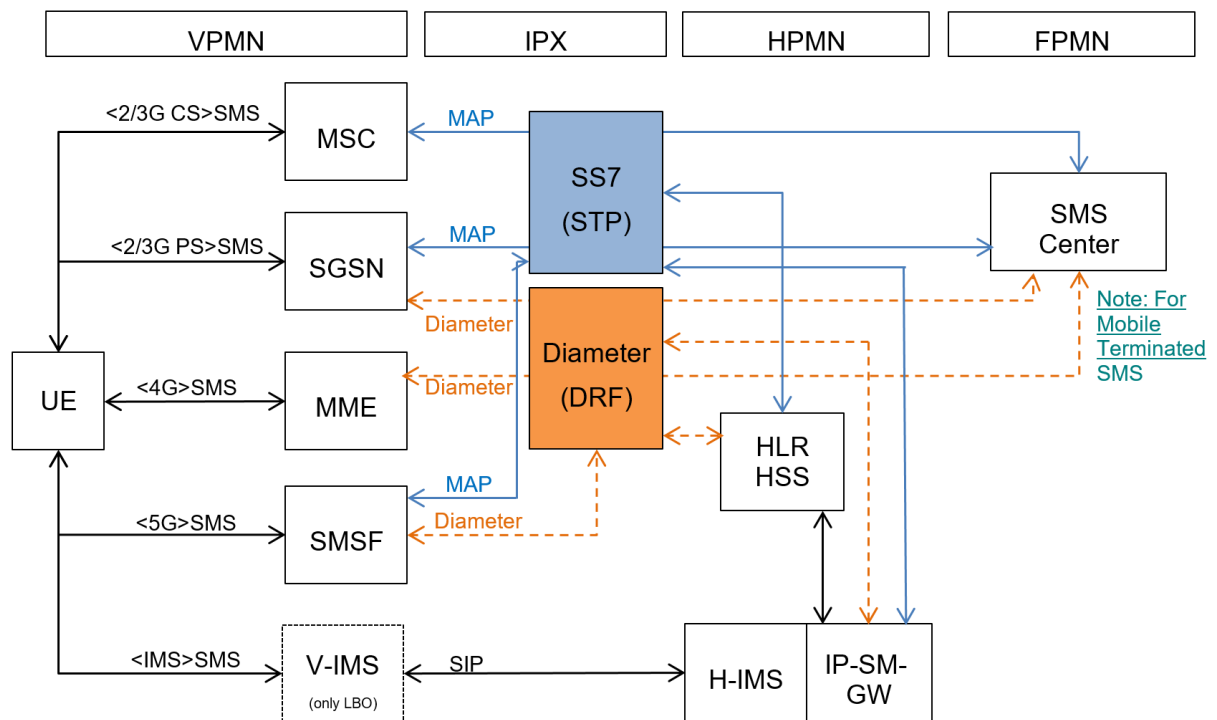 VPMN
IPX
HPMN
FPMN
<2/3G CS>SMS
MSC
MAP
SS7
(STP)
SMS
Center
<2/3G PS>SMS
SGSN
MAP
Diameter
Note: For
Mobile
Terminated
SMS
Diameter
(DRF)
UE
<4G>SMS
MME
Diameter
HLR
HSS
MAP
<5G>SMS
SMSF
Diameter
<IMS>SMS
V-IMS
(only LBO)
SIP
H-IMS
IP-SM-
GW